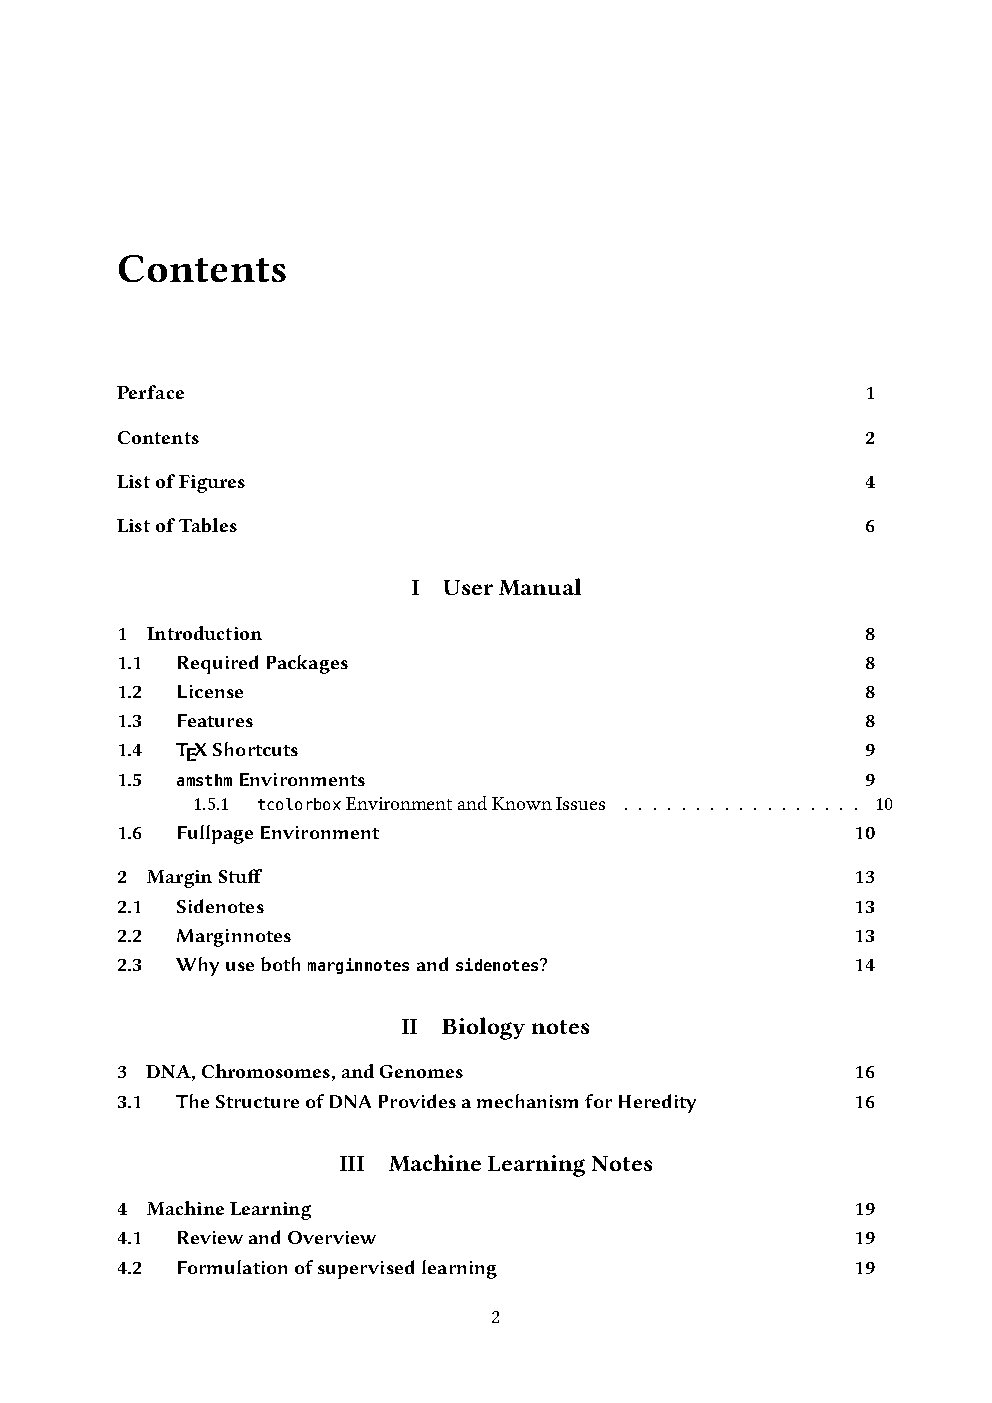 Contents
Perface 1
Contents 2
List of Figures 4
List of Tables 6
I User Manual
1 Introduction 8
1.1 Required Packages 8
1.2 License 8
1.3 Features 8
1.4 TEX Shortcuts 9
1.5 amsthm Environments 9
1.5.1 tcolorbox Environment and Known Issues . . . . . . . . . . . . . . . . . 10
1.6 Fullpage Environment 10
2 Margin Stuff 13
2.1 Sidenotes 13
2.2 Marginnotes 13
2.3 Why use both marginnotes and sidenotes? 14
II Biology notes
3 DNA, Chromosomes, and Genomes 16
3.1 The Structure of DNA Provides a mechanism for Heredity 16
III Machine Learning Notes
4 Machine Learning 19
4.1 Review and Overview 19
4.2 Formulation of supervised learning 19
2